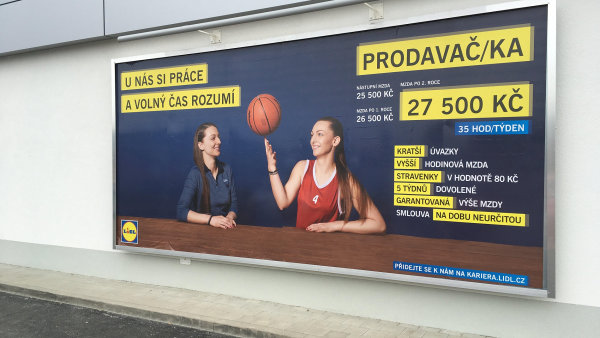 U NÁS SI PRÁCE
A VOLNÝ ČAS ROZUMÍ
PRODAVAČ/KA
NÁSTUPNÍ MZDA
25 500 KČ
MZDA PO 1. ROCE
26 500 KČ
MZDA PO 2. ROCE
27 500 KČ
35 HOD/TÝDEN
KRATŠÍ ÚVAZKY
VYŠŠÍ HODINOVÁ MZDA
STRAVENKY V HODNOTĚ 80 KČ
5 TÝDNŮ DOVOLENÉ
GARANTOVANÁ VÝŠE MZDY
SMLOUVA NA DOBU NEURČITOU
4
LIDL
PŘIDEJTE SE K NÁM NA KARIERA.LIDL.CZ